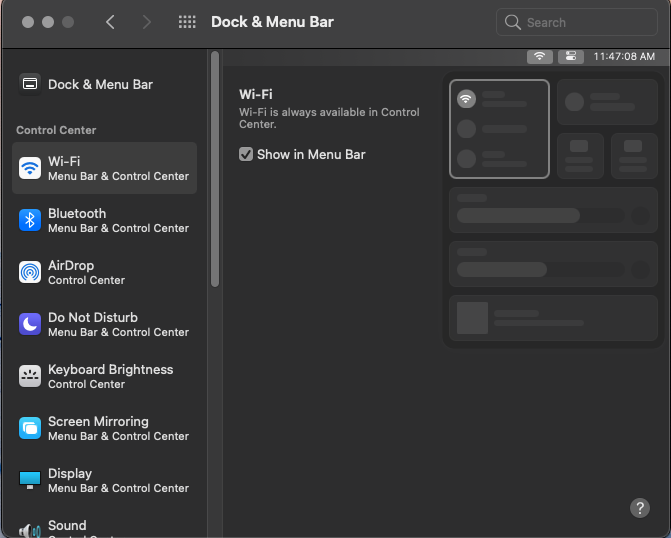 Dock & Menu Bar
Search
Dock & Menu Bar
Control Center
Wi-Fi
Menu Bar & Control Center
Bluetooth
Menu Bar & Control Center
AirDrop
Control Center
Do Not Disturb
Menu Bar & Control Center
Keyboard Brightness
Control Center
Screen Mirroring
Menu Bar & Control Center
Display
Menu Bar & Control Center
Sound
Control Center
11:47:08 AM
Wi-Fi
Wi-Fi is always available in Control
Center.
Show in Menu Bar
?